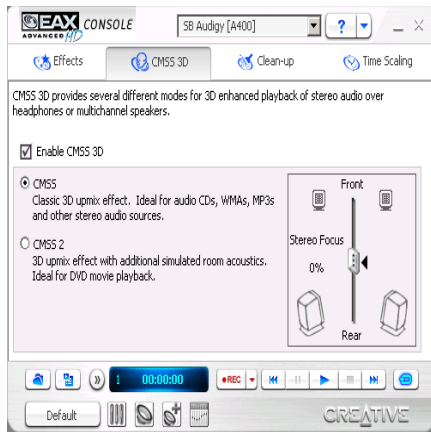 EAX CONSOLE
ADVANCED HD
SB Audigy [A400]
?
Effects
CMSS 3D
Clean-up
Time Scaling
CMSS 3D provides several different modes for 3D enhanced playback of stereo audio over
headphones or multichannel speakers.
Enable CMSS 3D
CMSS
Classic 3D upmix effect. Ideal for audio CDs, WMAs, MP3s
and other stereo audio sources.
CMSS 2
3D upmix effect with additional simulated room acoustics.
Ideal for DVD movie playback.
Front
Stereo Focus
0%
Rear
1 00:00:00
REC
Default
CREATIVE